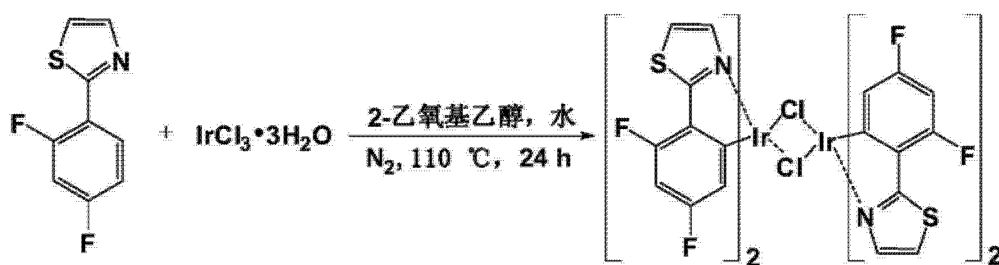 S N
F
F
+ IrCl₃•3H₂O
2-乙氧基乙醇，水
N₂, 110 ℃，24 h
S N
F
F
Ir Cl Cl Ir
2
F
F
N S
2